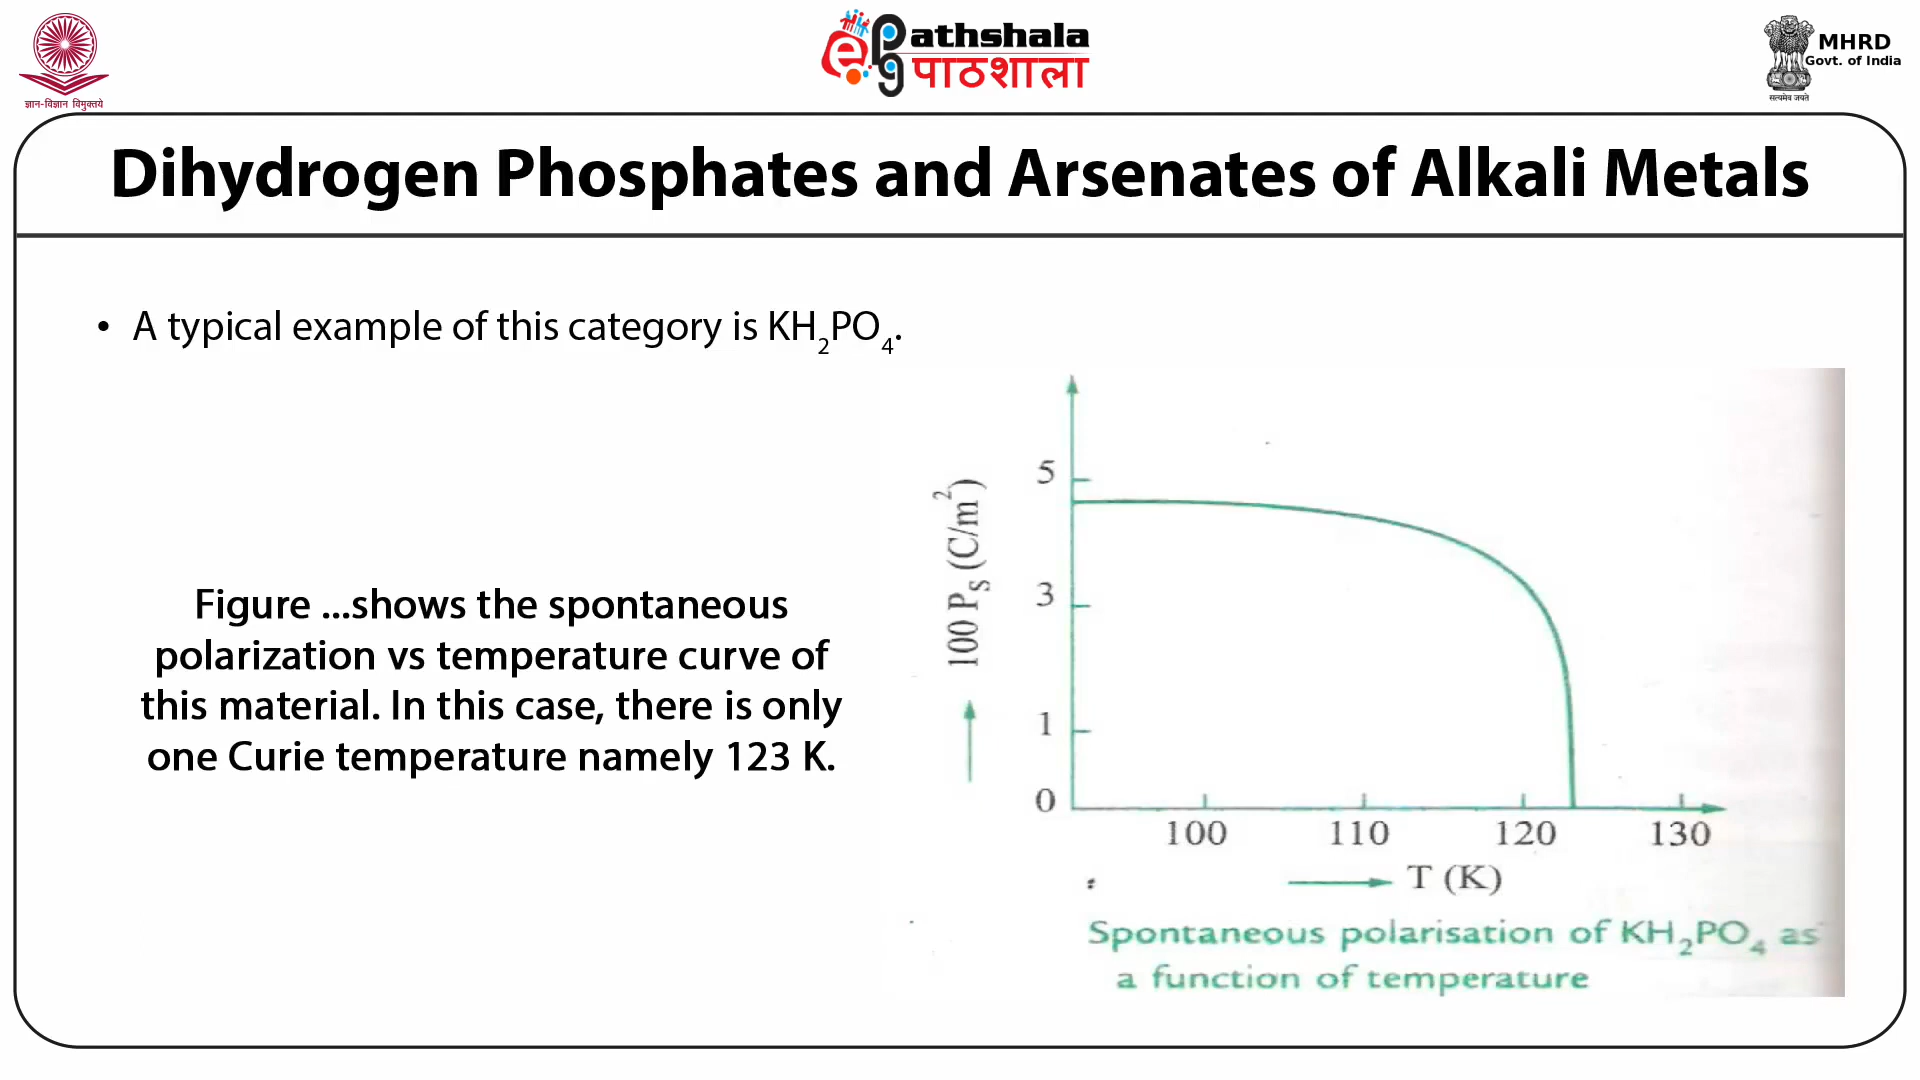 ज्ञान-विज्ञान विमुक्तये
ePathshala
पाठशाला
MHRD
Govt. of India
सत्यमेव जयते
Dihydrogen Phosphates and Arsenates of Alkali Metals
• A typical example of this category is KH₂PO₄.
Figure ...shows the spontaneous
polarization vs temperature curve of
this material. In this case, there is only
one Curie temperature namely 123 K.
100 Pₛ (C/m²)
5
3
1
0
100 110 120 130
T (K)
Spontaneous polarisation of KH₂PO₄ as
a function of temperature